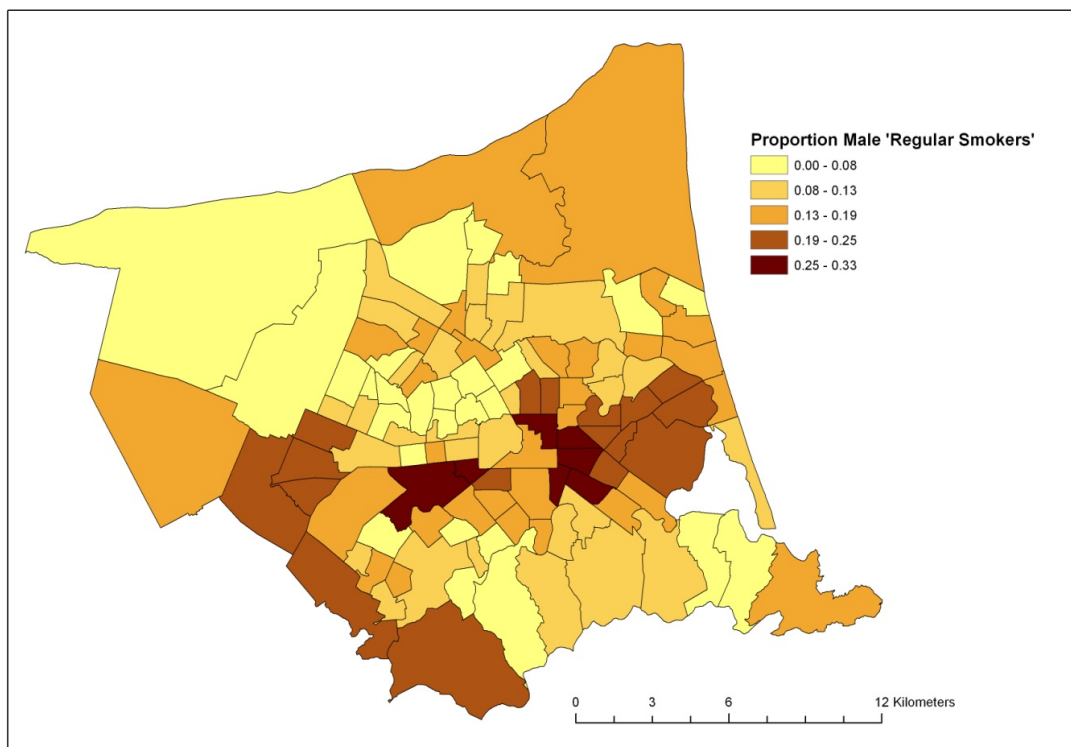 Proportion Male 'Regular Smokers'
0.00 - 0.08
0.08 - 0.13
0.13 - 0.19
0.19 - 0.25
0.25 - 0.33
0 3 6 12 Kilometers